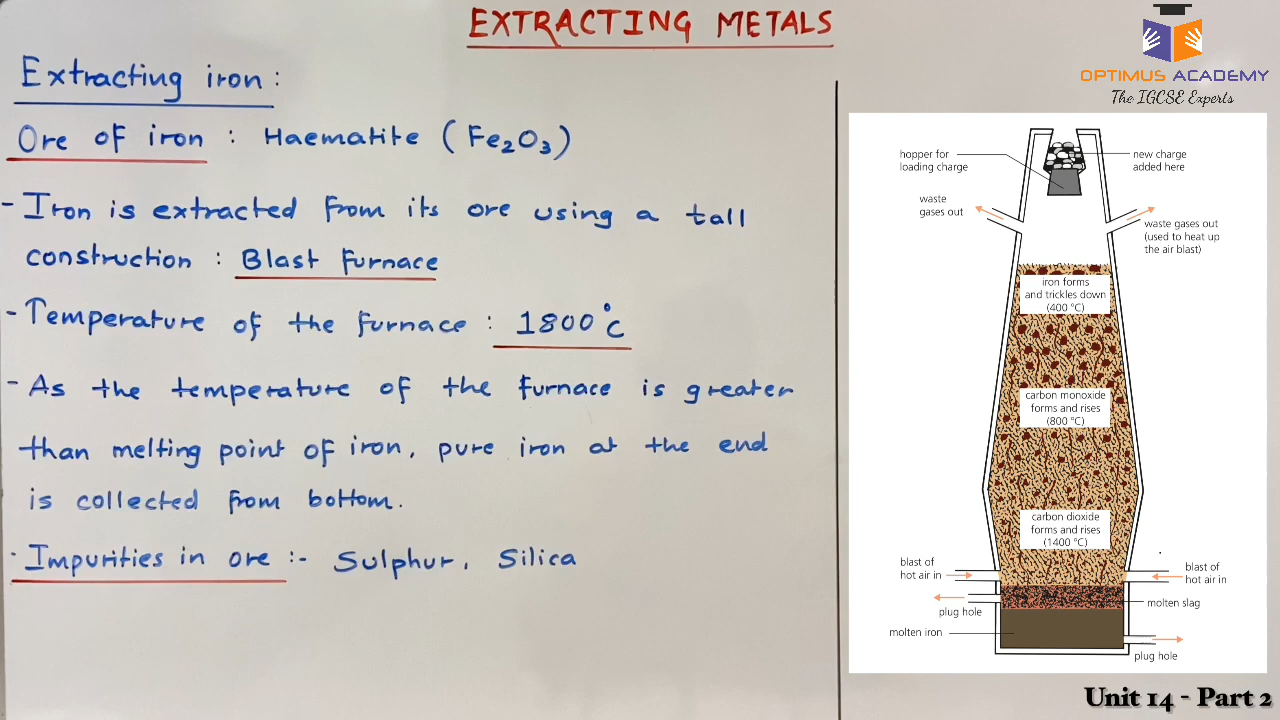 EXTRACTING METALS
OPTIMUS ACADEMY
The IGCSE Experts
Extracting iron :
Ore of iron : Haematite ( Fe₂O₃ )
- Iron is extracted from its ore using a tall
construction : Blast furnace
- Temperature of the furnace : 1800°C
- As the temperature of the furnace is greater
than melting point of iron, pure iron at the end
is collected from bottom.
· Impurities in ore :- Sulphur, Silica
hopper for
loading charge
new charge
added here
waste
gases out
waste gases out
(used to heat up
the air blast)
iron forms
and trickles down
(400 °C)
carbon monoxide
forms and rises
(800 °C)
carbon dioxide
forms and rises
(1400 °C)
blast of
hot air in
blast of
hot air in
plug hole
molten slag
molten iron
plug hole
Unit 14 - Part 2